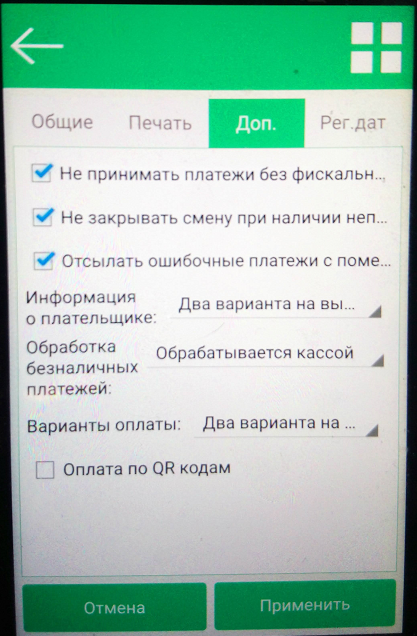 Общие Печать Доп. Рег.дат
Не принимать платежи без фискальн...
Не закрывать смену при наличии неп...
Отсылать ошибочные платежи с поме...
Информация
о плательщике:
Два варианта на вы...
Обработка
безналичных
платежей:
Обрабатывается кассой
Варианты оплаты: Два варианта на ...
Оплата по QR кодам
Отмена Применить